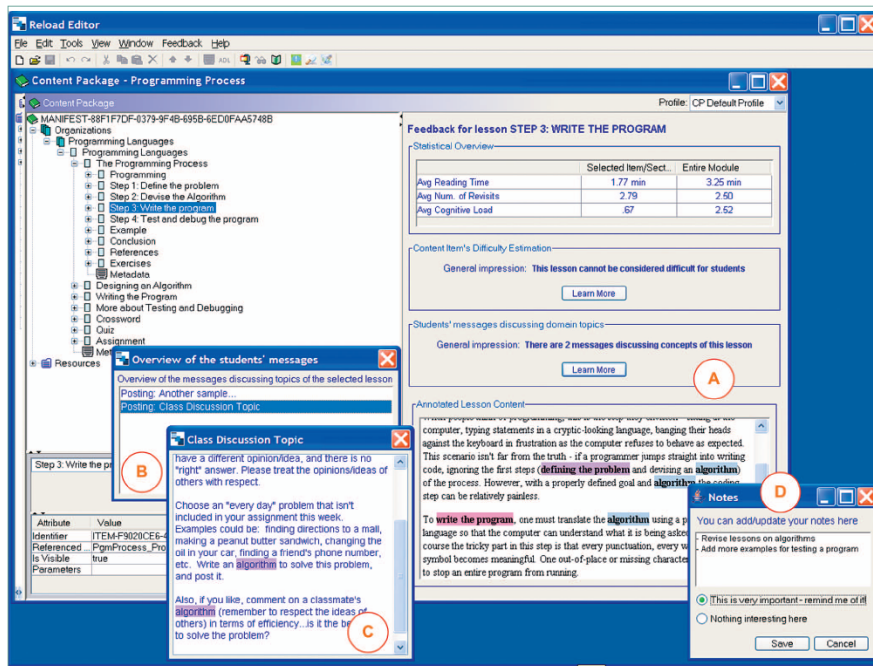 Reload Editor
File Edit Tools View Window Feedback Help
Content Package - Programming Process
Content Package
Profile: CP Default Profile
MANIFEST-88F1F7DF-0379-9F4B-695B-6ED0FAA5748B
Organizations
Programming Languages
Programming Languages
The Programming Process
Programming
Step 1: Define the problem
Step 2: Devise the Algorithm
Step 3: Write the program
Step 4: Test and debug the program
Example
Conclusion
References
Exercises
Metadata
Designing an Algorithm
Writing the Program
More about Testing and Debugging
Crossword
Quiz
Assignment
Resources
Feedback for lesson STEP 3: WRITE THE PROGRAM
Statistical Overview
Selected Item/Sect... Entire Module
Avg Reading Time 1.77 min 3.25 min
Avg Num. of Revisits 2.79 2.50
Avg Cognitive Load .67 2.52
Content Item's Difficulty Estimation
General impression: This lesson cannot be considered difficult for students
Learn More
Students' messages discussing domain topics
General impression: There are 2 messages discussing concepts of this lesson
Learn More
A
Annotated Lesson Content
computer, typing statements in a cryptic-looking language, banging their heads
against the keyboard in frustration as the computer refuses to behave as expected.
This scenario isn't far from the truth - if a programmer jumps straight into writing
code, ignoring the first steps (defining the problem and devising an algorithm)
of the process. However, with a properly defined goal and algorithm the coding
step can be relatively painless.
To write the program, one must translate the algorithm using a p
language so that the computer can understand what it is being aske
course the tricky part in this step is that every punctuation, every w
symbol becomes meaningful. One out-of-place or missing character
to stop an entire program from running.
Overview of the students' messages
Overview of the messages discussing topics of the selected lesson
Posting: Another sample...
Posting: Class Discussion Topic
B
Step 3: Write the pr
Attribute Value
Identifier ITEM-F9020CE6-4
Referenced ... PgmProcess_Pro
Is Visible true
Parameters
Class Discussion Topic
have a different opinion/idea, and there is no
"right" answer. Please treat the opinions/ideas of
others with respect.
Choose an "every day" problem that isn't
included in your assignment this week.
Examples could be: finding directions to a mall,
making a peanut butter sandwich, changing the
oil in your car, finding a friend's phone number,
etc. Write an algorithm to solve this problem,
and post it.
Also, if you like, comment on a classmate's
algorithm (remember to respect the ideas of
others) in terms of efficiency...is it the be
to solve the problem?
C
D
Notes
You can add/update your notes here
- Revise lessons on algorithms
- Add more examples for testing a program
This is very important - remind me of it!
Nothing interesting here
Save Cancel